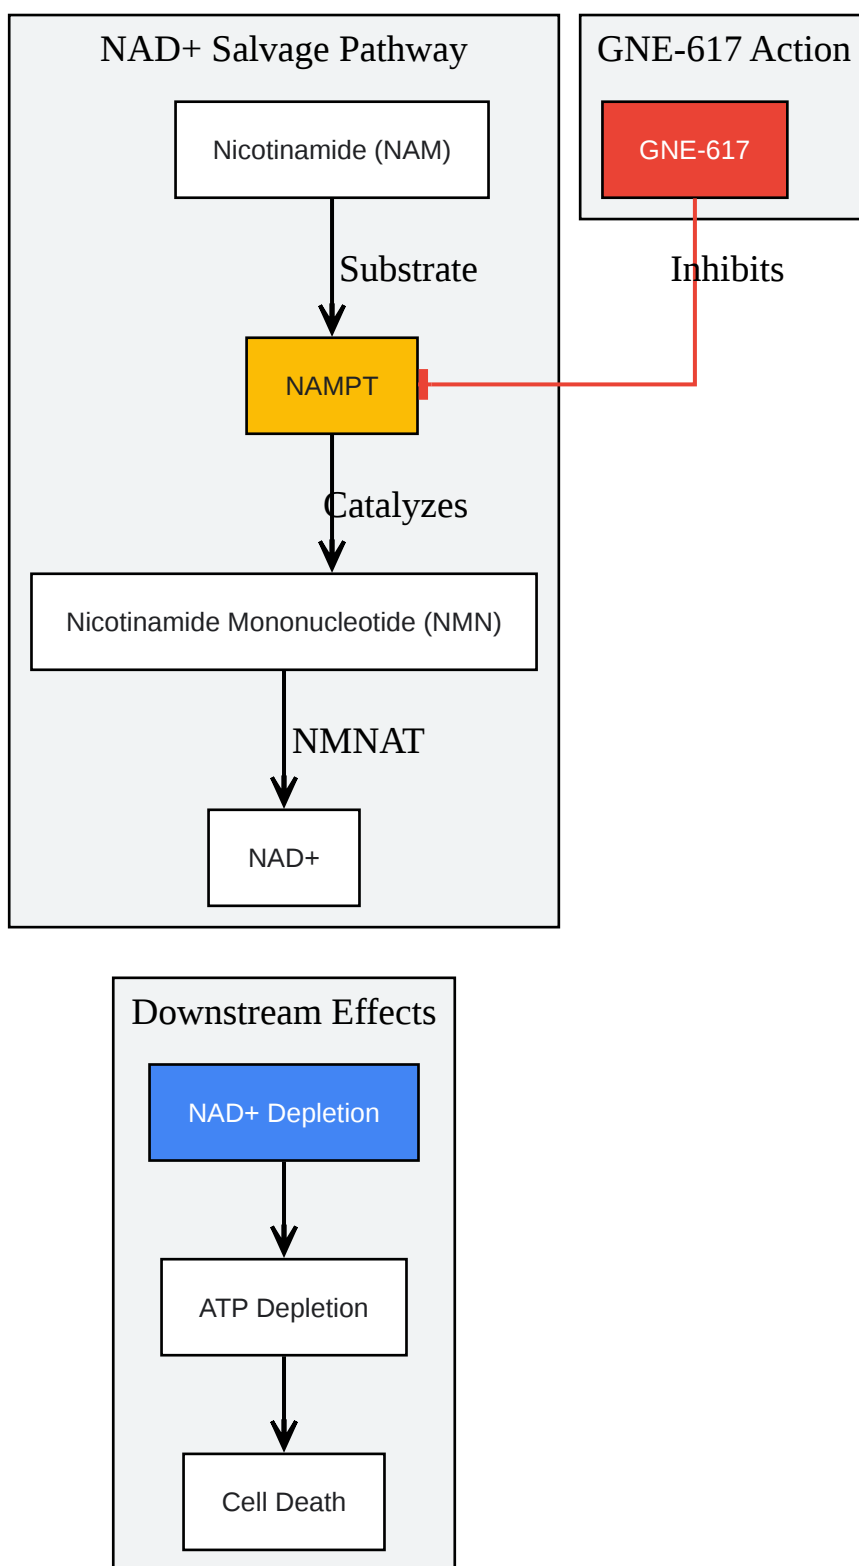 NAD+ Salvage Pathway
GNE-617 Action
Nicotinamide (NAM)
GNE-617
Substrate
Inhibits
NAMPT
Catalyzes
Nicotinamide Mononucleotide (NMN)
NMNAT
NAD+
Downstream Effects
NAD+ Depletion
ATP Depletion
Cell Death